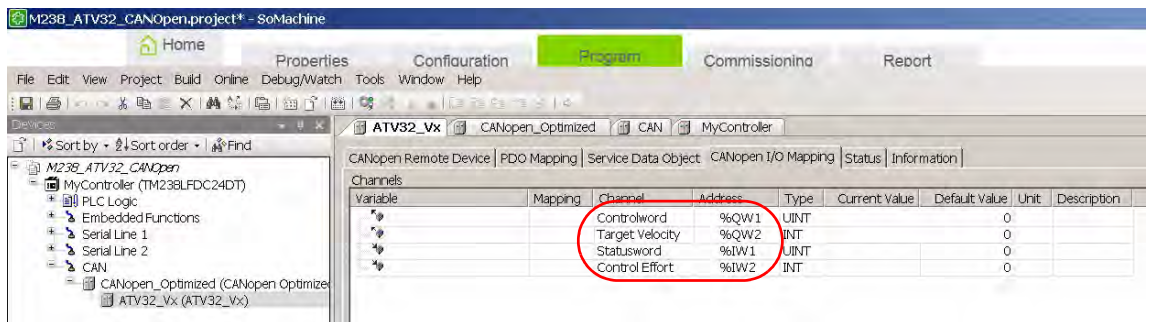 M238_ATV32_CANOpen.project* - SoMachine
Home
Properties Configuration Program Commissioning Report
File Edit View Project Build Online Debug/Watch Tools Window Help
Devices
Sort by Sort order Find
M238_ATV32_CANOpen
MyController (TM238LFDC24DT)
PLC Logic
Embedded Functions
Serial Line 1
Serial Line 2
CAN
CANopen_Optimized (CANopen Optimize
ATV32_Vx (ATV32_Vx)
ATV32_Vx CANopen_Optimized CAN MyController
CANopen Remote Device PDO Mapping Service Data Object CANopen I/O Mapping Status Information
Channels
Variable Mapping Channel Address Type Current Value Default Value Unit Description
Controlword %QW1 UINT 0
Target Velocity %QW2 INT 0
Statusword %IW1 UINT 0
Control Effort %IW2 INT 0